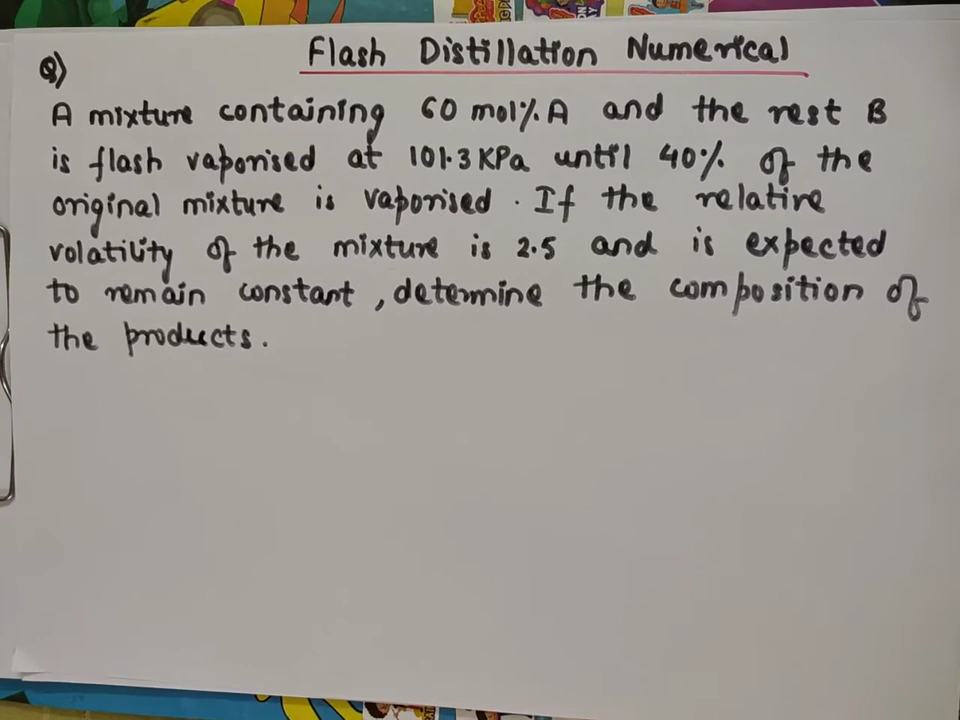 Flash Distillation Numerical
Q)
A mixture containing 60 mol% A and the rest B
is flash vaporised at 101.3 KPa until 40% of the
original mixture is vaporised. If the relative
volatility of the mixture is 2.5 and is expected
to remain constant, determine the composition of
the products.